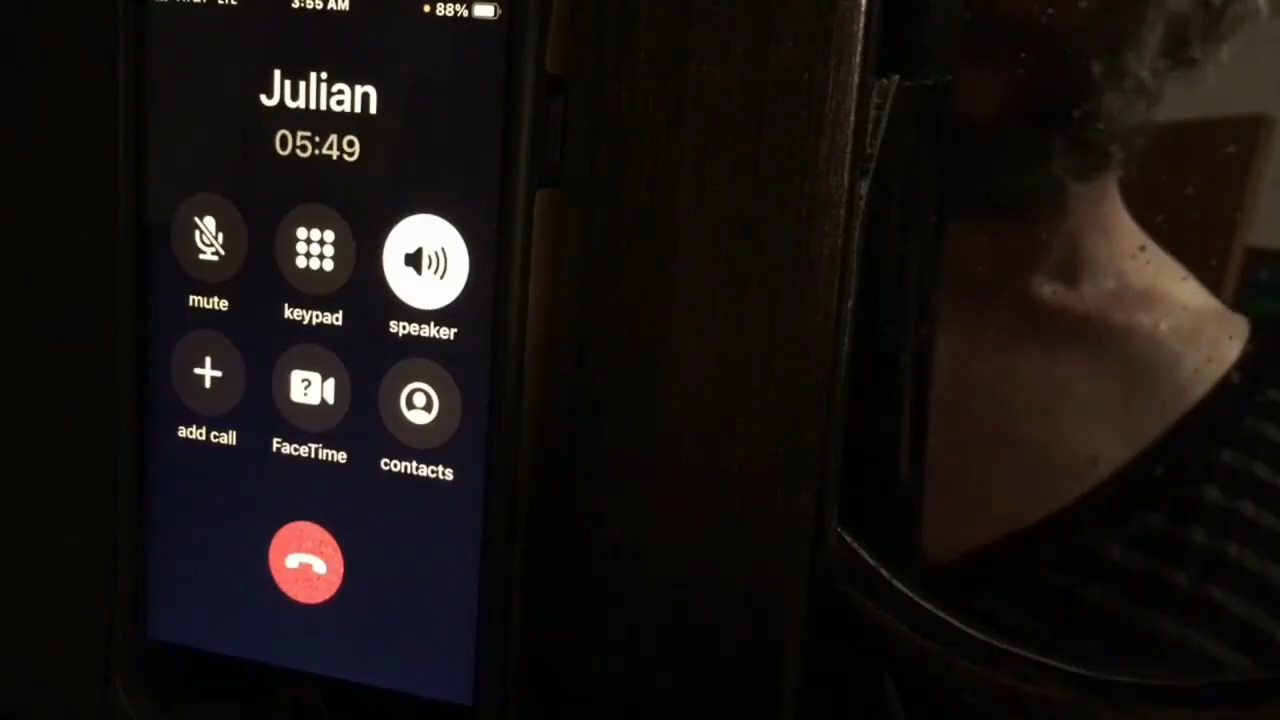 3:55 AM 88%
Julian
05:49
mute keypad speaker
?
add call FaceTime contacts